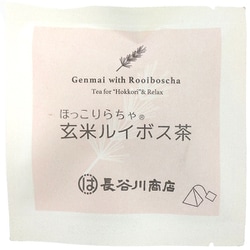 Genmai with Rooiboscha
Tea for "Hokkori"& Relax
ほっこりらちゃ®
玄米ルイボス茶
は 長谷川商店